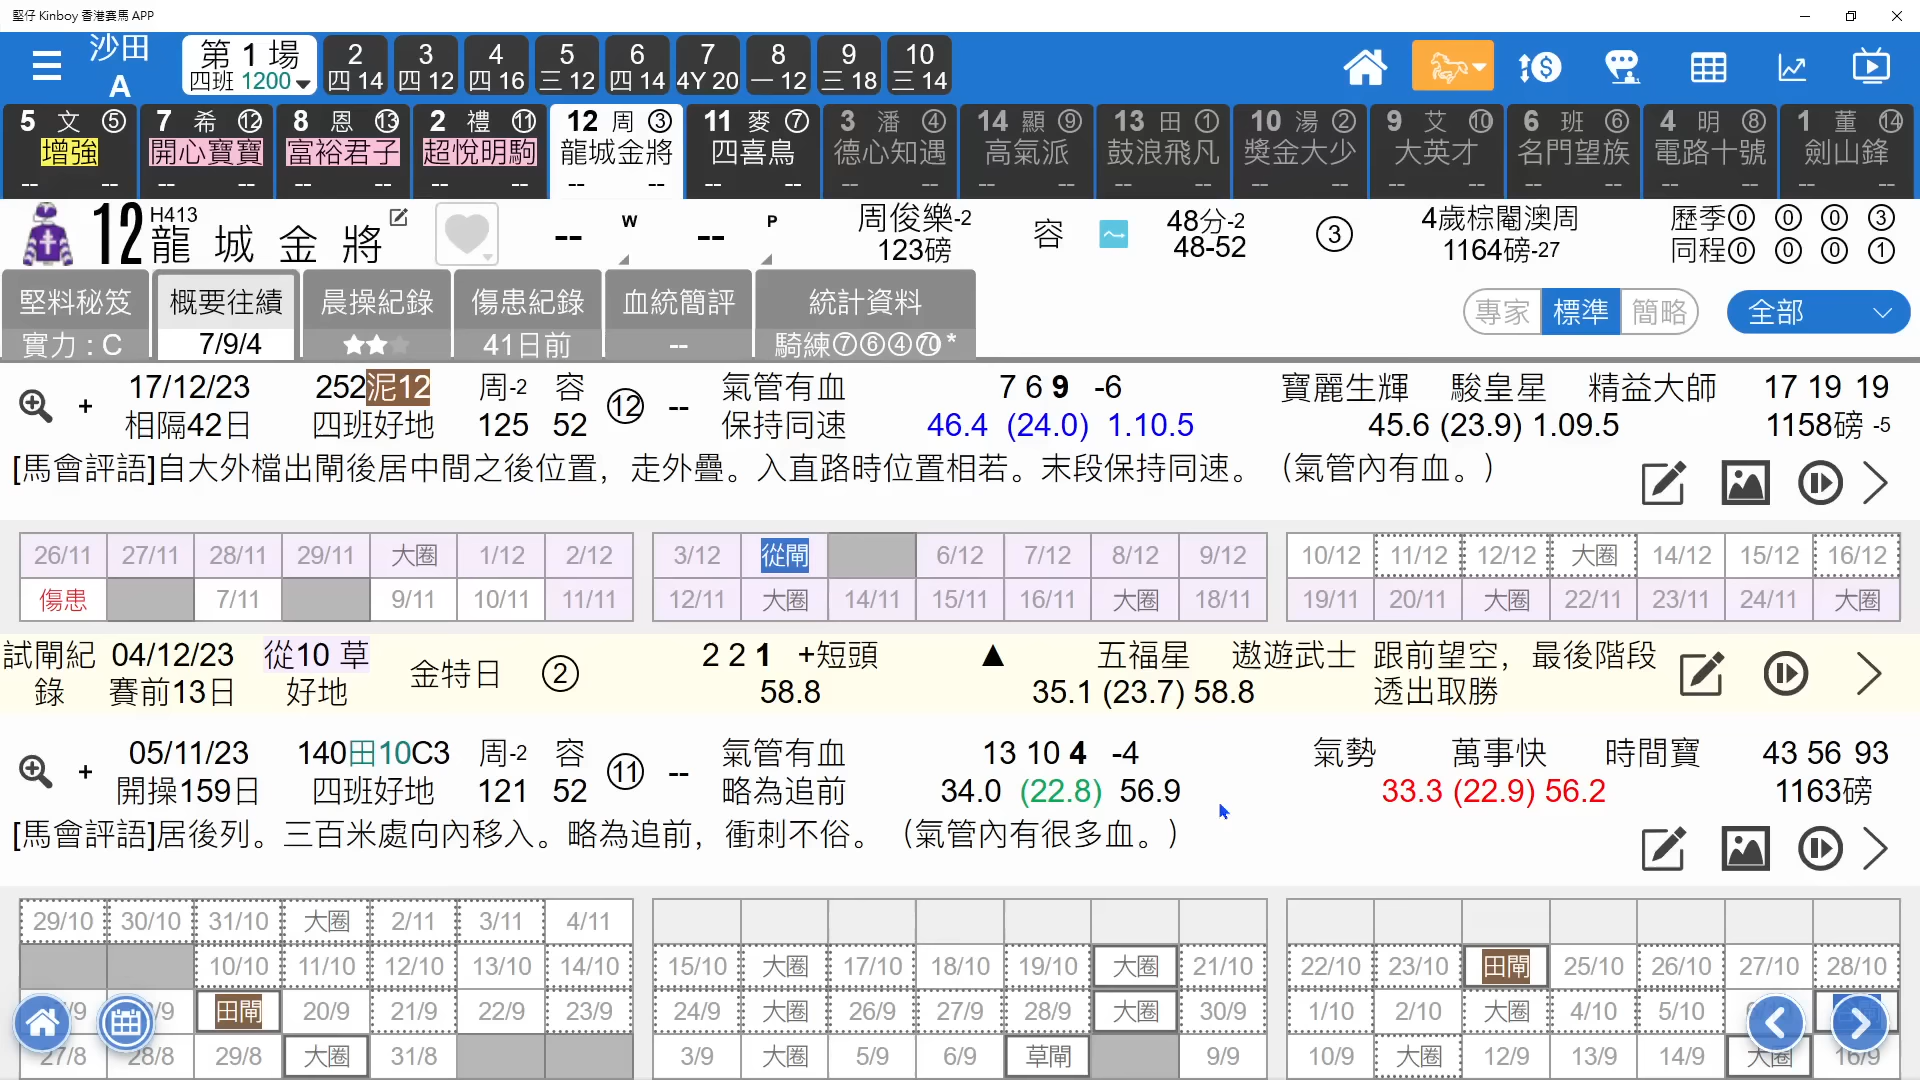 堅仔 Kinboy 香港賽馬 APP
沙田
A
第 1 場
四班 1200
2
四 14
3
四 12
4
四 16
5
三 12
6
四 14
7
4Y 20
8
一 12
9
三 18
10
三 14
5 文 ⑤
增強
-- --
7 希 ⑫
開心寶寶
-- --
8 恩 ⑬
富裕君子
-- --
2 禮 ⑪
超悅明駒
-- --
12 周 ③
龍城金將
-- --
11 麥 ⑦
四喜鳥
-- --
3 潘 ④
德心知遇
-- --
14 顯 ⑨
高氣派
-- --
13 田 ①
鼓浪飛凡
-- --
10 湯 ②
獎金大少
-- --
9 艾 ⑩
大英才
-- --
6 班 ⑥
名門望族
-- --
4 明 ⑧
電路十號
-- --
1 董 ⑭
劍山鋒
-- --
12 H413
龍城金將
-- W -- P
周俊樂-2
123磅
容
48分-2
48-52
③
4歲棕閹澳周
1164磅-27
歷季⓪ ⓪ ⓪ ③
同程⓪ ⓪ ⓪ ①
堅料秘笈
實力 : C
概要往績
7/9/4
晨操紀錄
傷患紀錄
41日前
血統簡評
--
統計資料
騎練⑦⑥④⑦⓪ *
專家 標準 簡略
全部
+ 17/12/23 252泥12 周-2 容 ⑫ -- 氣管有血 7 6 9 -6 寶麗生輝 駿皇星 精益大師 17 19 19
相隔42日 四班好地 125 52 保持同速 46.4 (24.0) 1.10.5 45.6 (23.9) 1.09.5 1158磅 -5
[馬會評語]自大外檔出閘後居中間之後位置，走外疊。入直路時位置相若。末段保持同速。（氣管內有血。）
26/11 27/11 28/11 29/11 大圈 1/12 2/12 3/12 從閘 6/12 7/12 8/12 9/12 10/12 11/12 12/12 大圈 14/12 15/12 16/12
傷患 7/11 9/11 10/11 11/11 12/11 大圈 14/11 15/11 16/11 大圈 18/11 19/11 20/11 大圈 22/11 23/11 24/11 大圈
試閘紀錄 04/12/23 從10 草 金特日 ② 2 2 1 +短頭 ▲ 五福星 遨遊武士 跟前望空，最後階段
賽前13日 好地 58.8 35.1 (23.7) 58.8 透出取勝
+ 05/11/23 140田10C3 周-2 容 ⑪ -- 氣管有血 13 10 4 -4 氣勢 萬事快 時間寶 43 56 93
開操159日 四班好地 121 52 略為追前 34.0 (22.8) 56.9 33.3 (22.9) 56.2 1163磅
[馬會評語]居後列。三百米處向內移入。略為追前，衝刺不俗。（氣管內有很多血。）
29/10 30/10 31/10 大圈 2/11 3/11 4/11
10/10 11/10 12/10 13/10 14/10 15/10 大圈 17/10 18/10 19/10 大圈 21/10 22/10 23/10 田閘 25/10 26/10 27/10 28/10
田閘 20/9 21/9 22/9 23/9 24/9 大圈 26/9 27/9 28/9 大圈 30/9 1/10 2/10 大圈 4/10 5/10
27/8 28/8 29/8 大圈 31/8 3/9 大圈 5/9 6/9 草閘 9/9 10/9 大圈 12/9 13/9 14/9 大圈 16/9